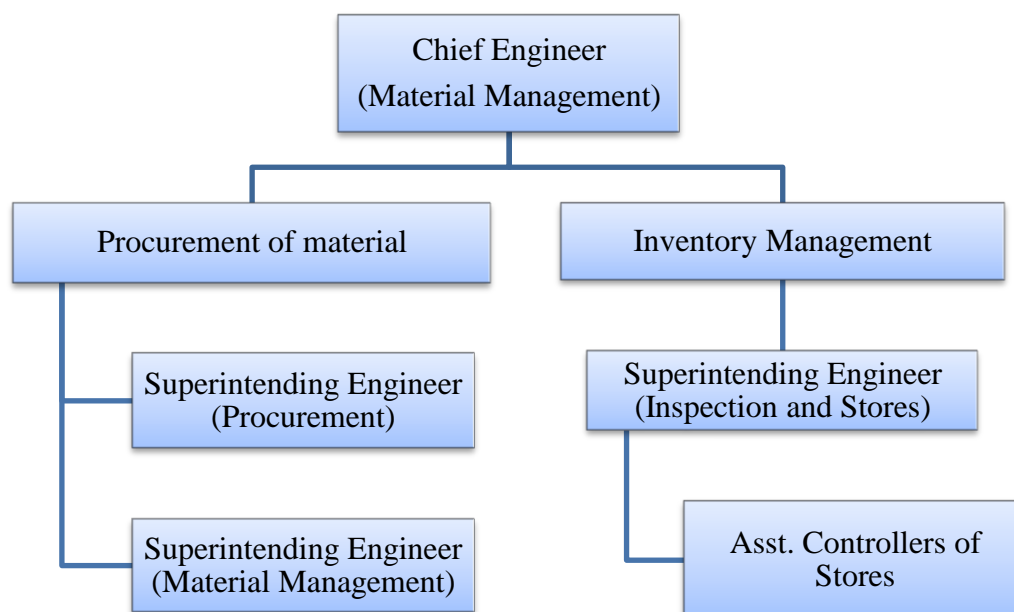 Chief Engineer
(Material Management)
Procurement of material
Inventory Management
Superintending Engineer
(Procurement)
Superintending Engineer
(Inspection and Stores)
Superintending Engineer
(Material Management)
Asst. Controllers of
Stores